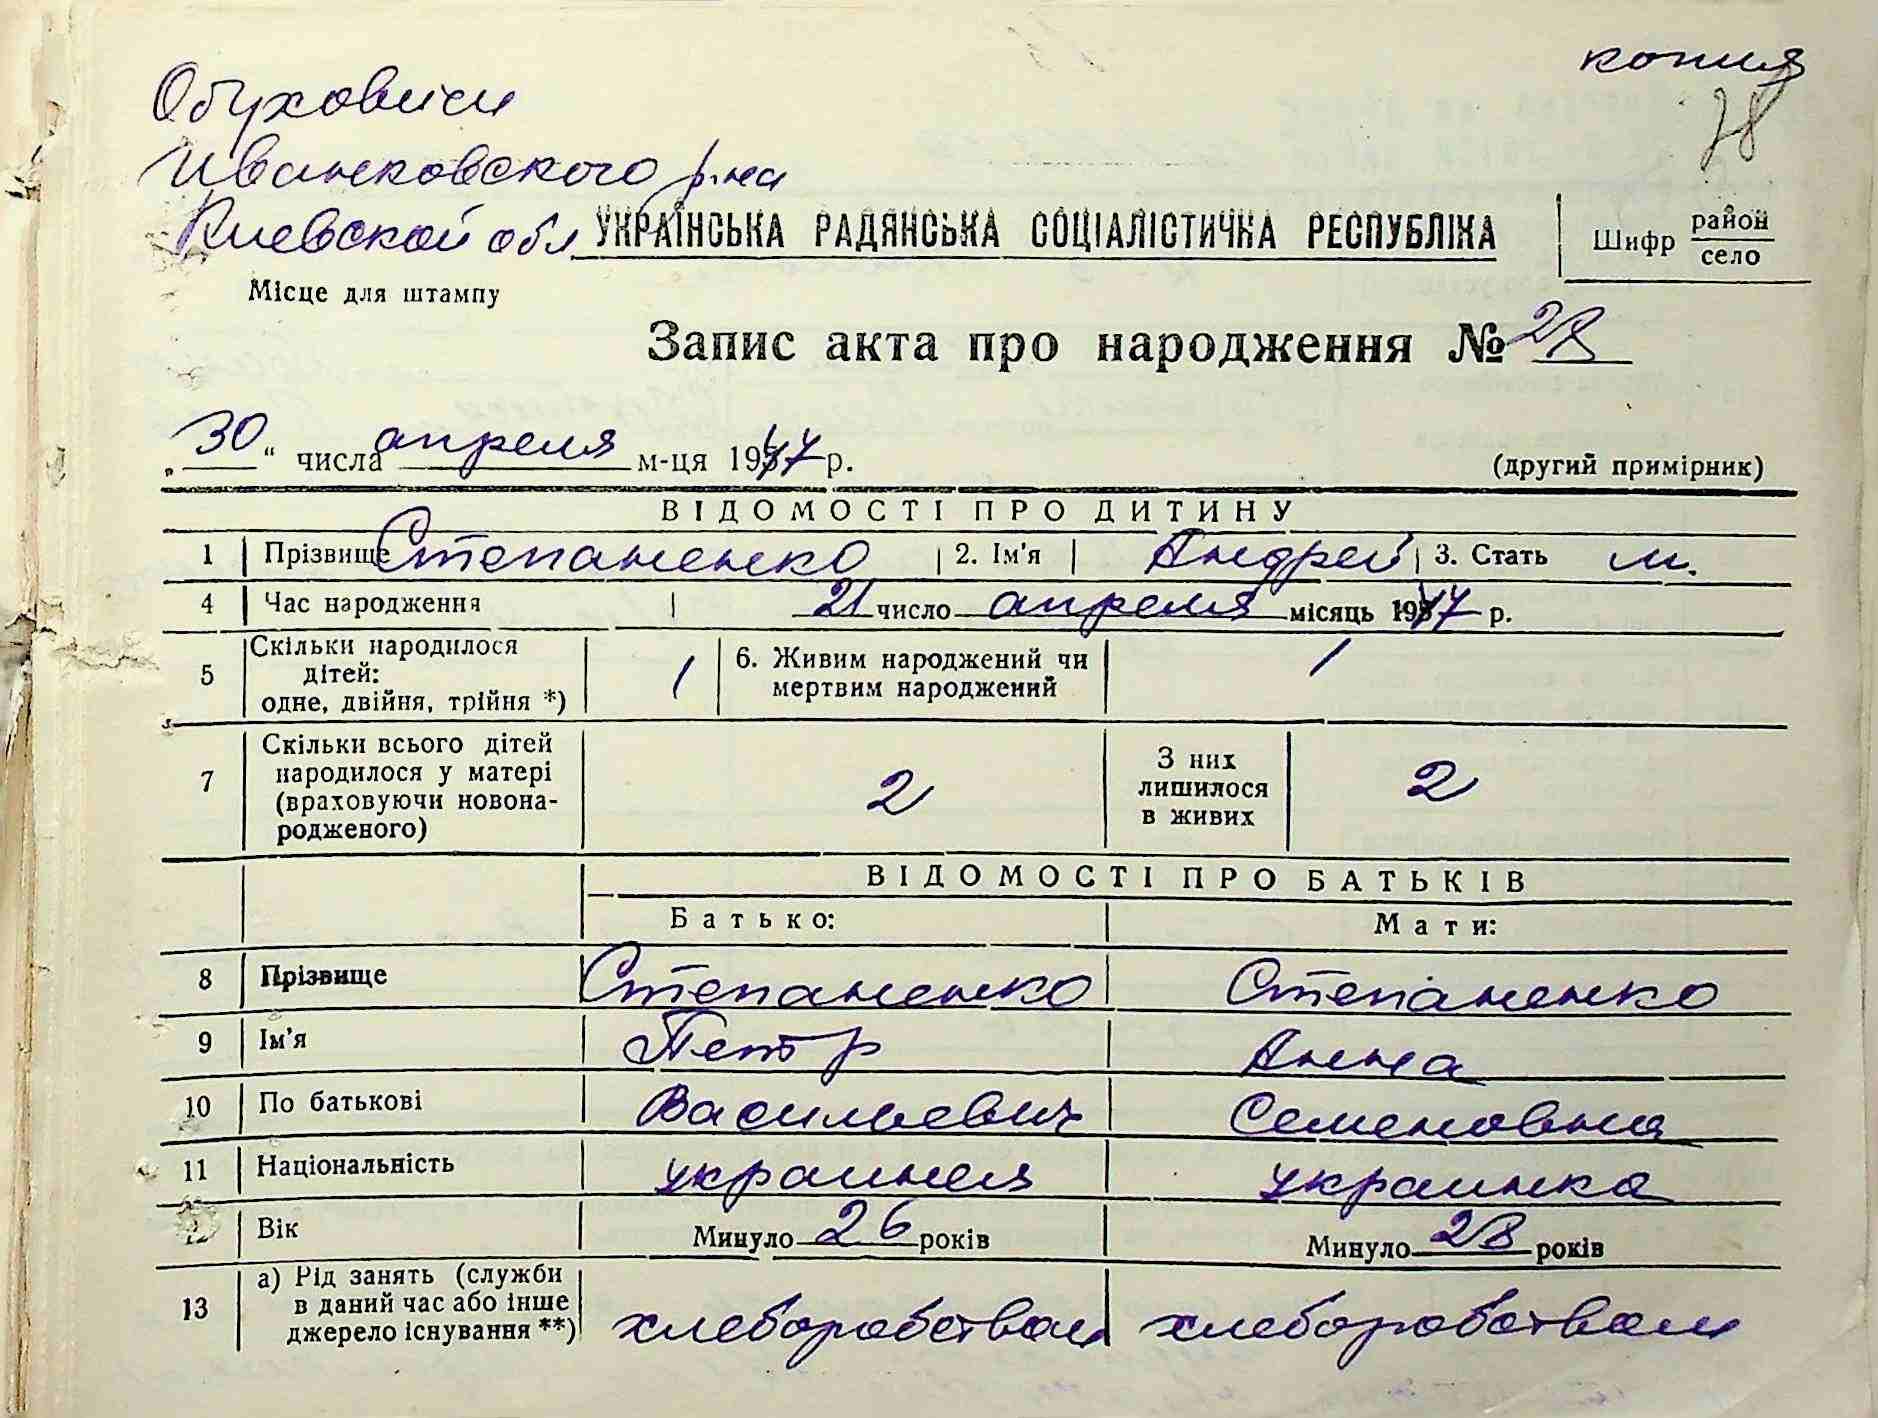 копия
28
Обуховичи
Иванковского р-на
Киевской обл
УКРАЇНСЬКА РАДЯНСЬКА СОЦІАЛІСТИЧНА РЕСПУБЛІКА
Шифр район
село
Місце для штампу
Запис акта про народження № 28
„30“ числа апреля м-ця 1947 р.
(другий примірник)
ВІДОМОСТІ ПРО ДИТИНУ
1 Прізвище Степаненко 2. Ім'я Андрей 3. Стать м.
4 Час народження 21 число апреля місяць 1947 р.
5 Скільки народилося дітей: одне, двійня, трійня *) 1 6. Живим народжений чи мертвим народжений 1
7 Скільки всього дітей народилося у матері (враховуючи новонародженого) 2 З них лишилося в живих 2
ВІДОМОСТІ ПРО БАТЬКІВ
Батько: Мати:
8 Прізвище Степаненко Степаненко
9 Ім'я Петр Анна
10 По батькові Васильевич Семеновна
11 Національність украинец украинка
12 Вік Минуло 26 років Минуло 28 років
13 а) Рід занять (служби в даний час або інше джерело існування **) хлеборобством хлеборобством